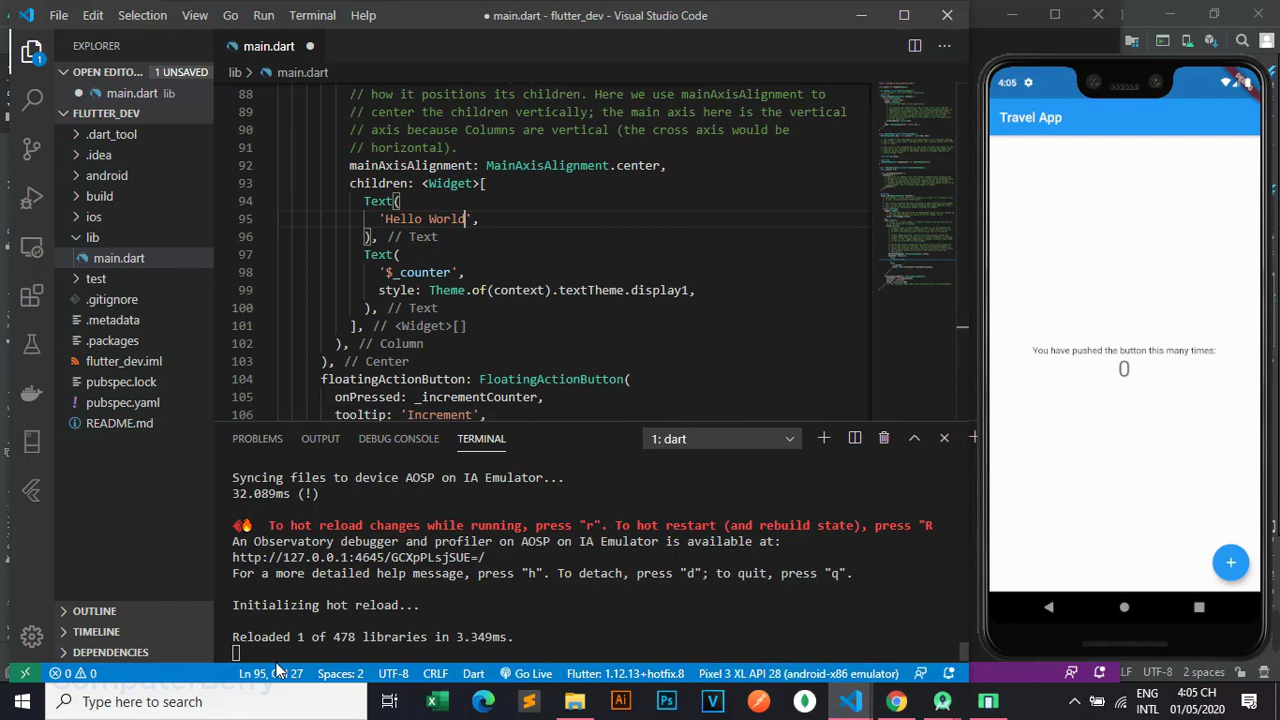 File Edit Selection View Go Run Terminal Help
● main.dart - flutter_dev - Visual Studio Code
EXPLORER
OPEN EDITO... 1 UNSAVED
main.dart lib
FLUTTER_DEV
.dart_tool
.idea
android
build
ios
lib
main.dart
test
.gitignore
.metadata
.packages
flutter_dev.iml
pubspec.lock
pubspec.yaml
README.md
OUTLINE
TIMELINE
DEPENDENCIES
main.dart
lib > main.dart
88 // how it positions its children. Here we use mainAxisAlignment to
89 // center the children vertically; the main axis here is the vertical
90 // axis because columns are vertical (the cross axis would be
91 // horizontal).
92 mainAxisAlignment: MainAxisAlignment.center,
93 children: <Widget>[
94 Text(
95 'Hello World',
96 ), // Text
97 Text(
98 '$_counter',
99 style: Theme.of(context).textTheme.display1,
100 ), // Text
101 ], // <Widget>[]
102 ), // Column
103 ), // Center
104 floatingActionButton: FloatingActionButton(
105 onPressed: _incrementCounter,
106 tooltip: 'Increment',
PROBLEMS OUTPUT DEBUG CONSOLE TERMINAL 1: dart
Syncing files to device AOSP on IA Emulator...
32.089ms (!)
To hot reload changes while running, press "r". To hot restart (and rebuild state), press "R
An Observatory debugger and profiler on AOSP on IA Emulator is available at:
http://127.0.0.1:4645/GCXpPLsjSUE=/
For a more detailed help message, press "h". To detach, press "d"; to quit, press "q".
Initializing hot reload...
Reloaded 1 of 478 libraries in 3.349ms.
4:05
Travel App
You have pushed the button this many times:
0
0 0 Ln 95, 27 Spaces: 2 UTF-8 CRLF Dart Go Live Flutter: 1.12.13+hotfix.8 Pixel 3 XL API 28 (android-x86 emulator)
LF UTF-8 2 spaces
Type here to search
ENG
INTL
4:05 CH
01/05/2020